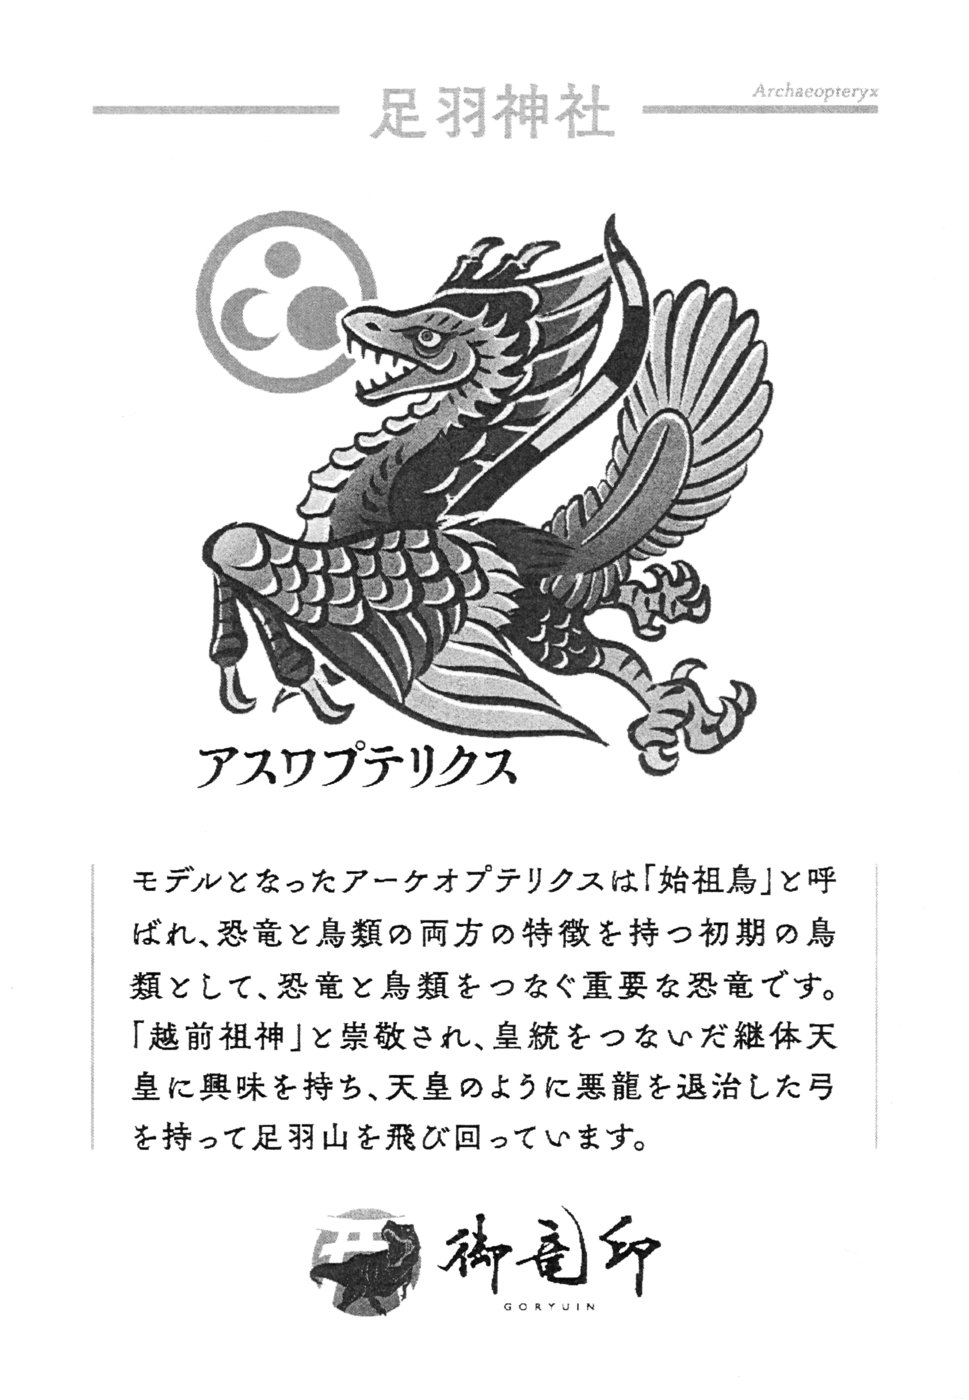 足羽神社
Archaeopteryx
アスワプテリクス
モデルとなったアーケオプテリクスは「始祖鳥」と呼
ばれ、恐竜と鳥類の両方の特徴を持つ初期の鳥
類として、恐竜と鳥類をつなぐ重要な恐竜です。
「越前祖神」と崇敬され、皇統をつないだ継体天
皇に興味を持ち、天皇のように悪龍を退治した弓
を持って足羽山を飛び回っています。
御竜印
GORYUIN